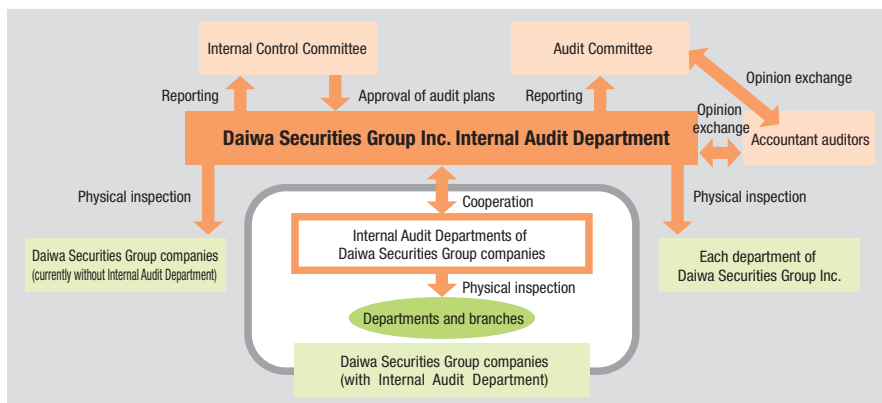 Internal Control Committee
Audit Committee
Opinion exchange
Reporting
Approval of audit plans
Reporting
Opinion
exchange
Daiwa Securities Group Inc. Internal Audit Department
Accountant auditors
Physical inspection
Cooperation
Physical inspection
Daiwa Securities Group companies
(currently without Internal Audit Department)
Internal Audit Departments of
Daiwa Securities Group companies
Each department of
Daiwa Securities Group Inc.
Physical inspection
Departments and branches
Daiwa Securities Group companies
(with Internal Audit Department)